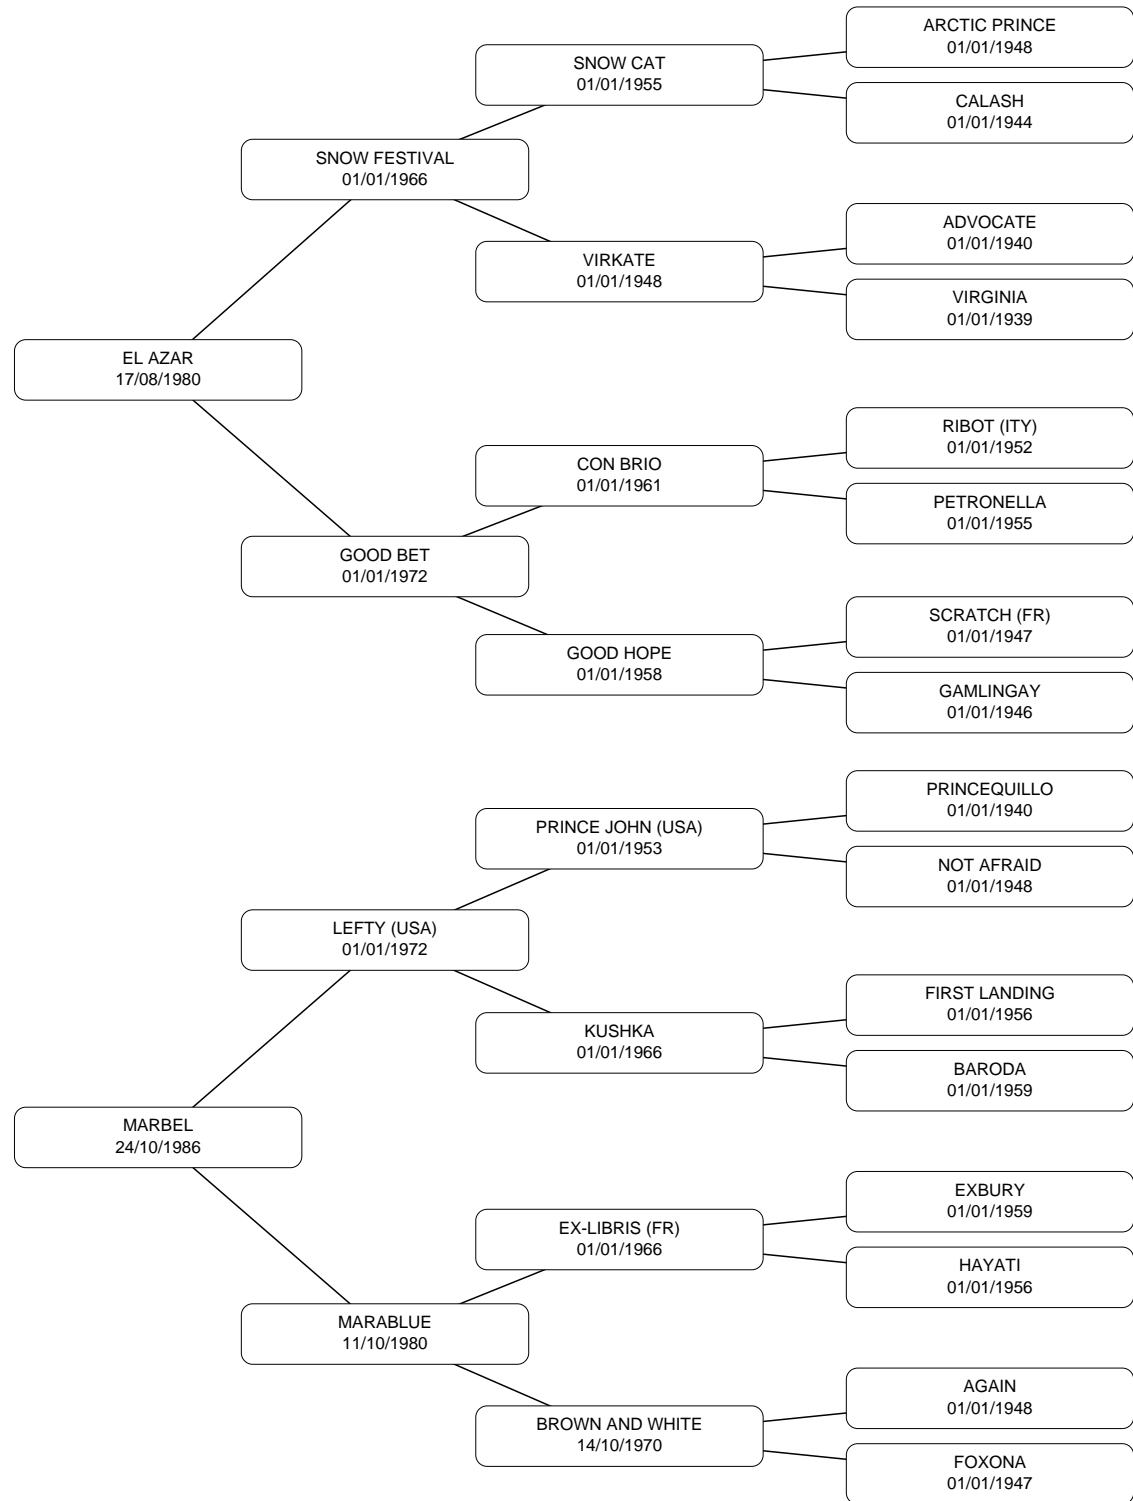 ARCTIC PRINCE
01/01/1948
SNOW CAT
01/01/1955
CALASH
01/01/1944
SNOW FESTIVAL
01/01/1966
ADVOCATE
01/01/1940
VIRKATE
01/01/1948
VIRGINIA
01/01/1939
EL AZAR
17/08/1980
RIBOT (ITY)
01/01/1952
CON BRIO
01/01/1961
PETRONELLA
01/01/1955
GOOD BET
01/01/1972
SCRATCH (FR)
01/01/1947
GOOD HOPE
01/01/1958
GAMLINGAY
01/01/1946
PRINCEQUILLO
01/01/1940
PRINCE JOHN (USA)
01/01/1953
NOT AFRAID
01/01/1948
LEFTY (USA)
01/01/1972
FIRST LANDING
01/01/1956
KUSHKA
01/01/1966
BARODA
01/01/1959
MARBEL
24/10/1986
EXBURY
01/01/1959
EX-LIBRIS (FR)
01/01/1966
HAYATI
01/01/1956
MARABLUE
11/10/1980
AGAIN
01/01/1948
BROWN AND WHITE
14/10/1970
FOXONA
01/01/1947